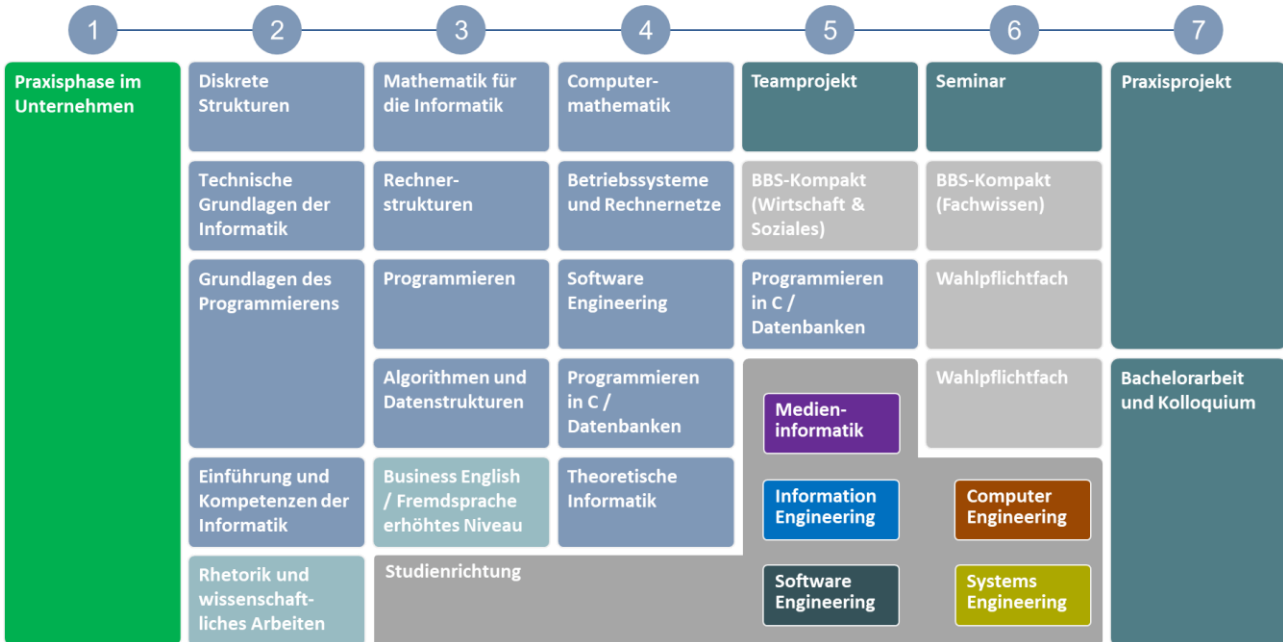 1
2
3
4
5
6
7
Praxisphase im
Unternehmen
Diskrete
Strukturen
Technische
Grundlagen der
Informatik
Grundlagen des
Programmierens
Einführung und
Kompetenzen der
Informatik
Rhetorik und
wissenschaft-
liches Arbeiten
Mathematik für
die Informatik
Rechner-
strukturen
Programmieren
Algorithmen und
Datenstrukturen
Business English
/ Fremdsprache
erhöhtes Niveau
Studienrichtung
Computer-
mathematik
Betriebssysteme
und Rechnernetze
Software
Engineering
Programmieren
in C /
Datenbanken
Theoretische
Informatik
Teamprojekt
BBS-Kompakt
(Wirtschaft &
Soziales)
Programmieren
in C /
Datenbanken
Medien-
informatik
Information
Engineering
Software
Engineering
Seminar
BBS-Kompakt
(Fachwissen)
Wahlpflichtfach
Wahlpflichtfach
Computer
Engineering
Systems
Engineering
Praxisprojekt
Bachelorarbeit
und Kolloquium